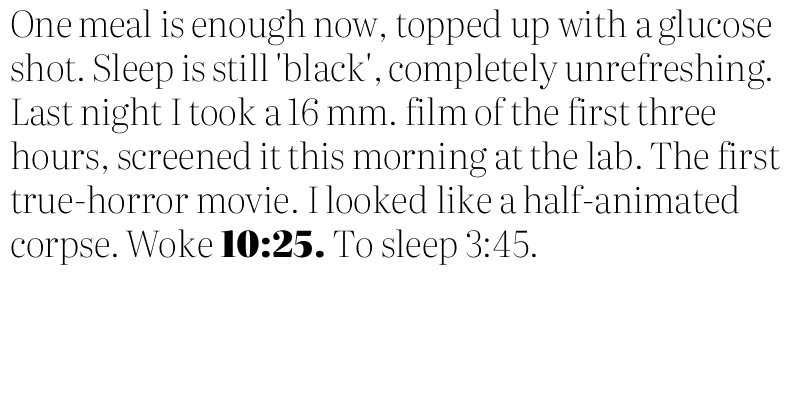 One meal is enough now, topped up with a glucose
shot. Sleep is still 'black', completely unrefreshing.
Last night I took a 16 mm. film of the first three
hours, screened it this morning at the lab. The first
true-horror movie. I looked like a half-animated
corpse. Woke 10:25. To sleep 3:45.